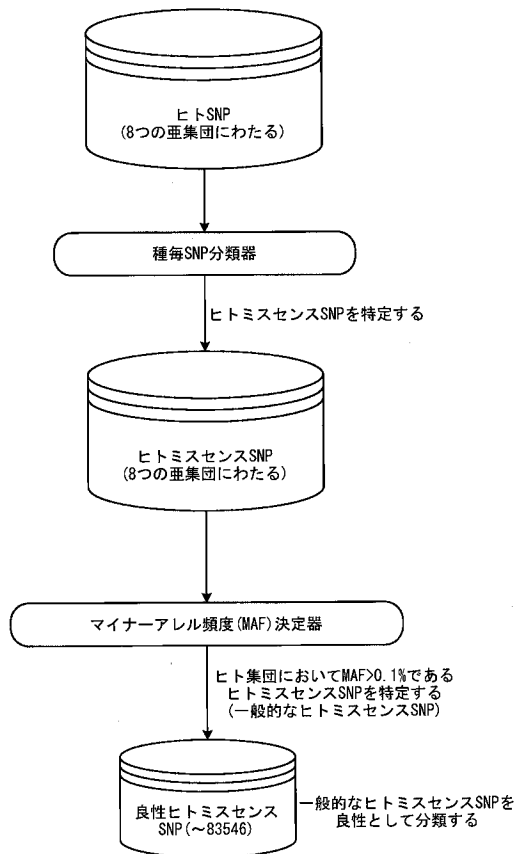 ヒトSNP
(8つの亜集団にわたる)
種毎SNP分類器
ヒトミスセンスSNPを特定する
ヒトミスセンスSNP
(8つの亜集団にわたる)
マイナーアレル頻度(MAF)決定器
ヒト集団においてMAF>0.1%である
ヒトミスセンスSNPを特定する
(一般的なヒトミスセンスSNP)
良性ヒトミスセンス
SNP(~83546)
一般的なヒトミスセンスSNPを
良性として分類する